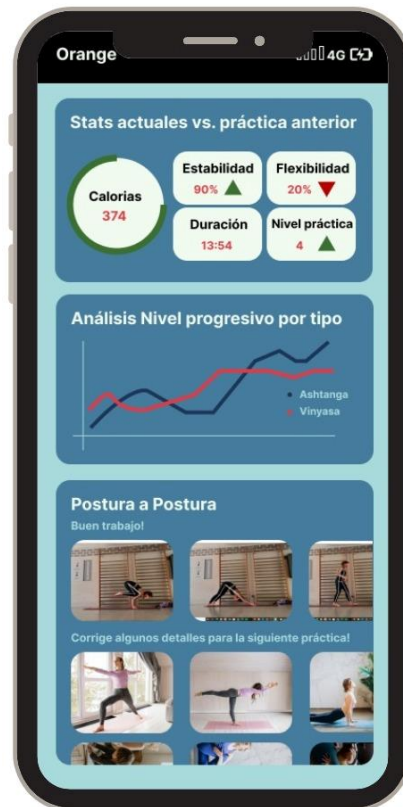 Orange
4G
Stats actuales vs. práctica anterior
Calorias
374
Estabilidad
90%
Flexibilidad
20%
Duración
13:54
Nivel práctica
4
Análisis Nivel progresivo por tipo
Ashtanga
Vinyasa
Postura a Postura
Buen trabajo!
Corrige algunos detalles para la siguiente práctica!